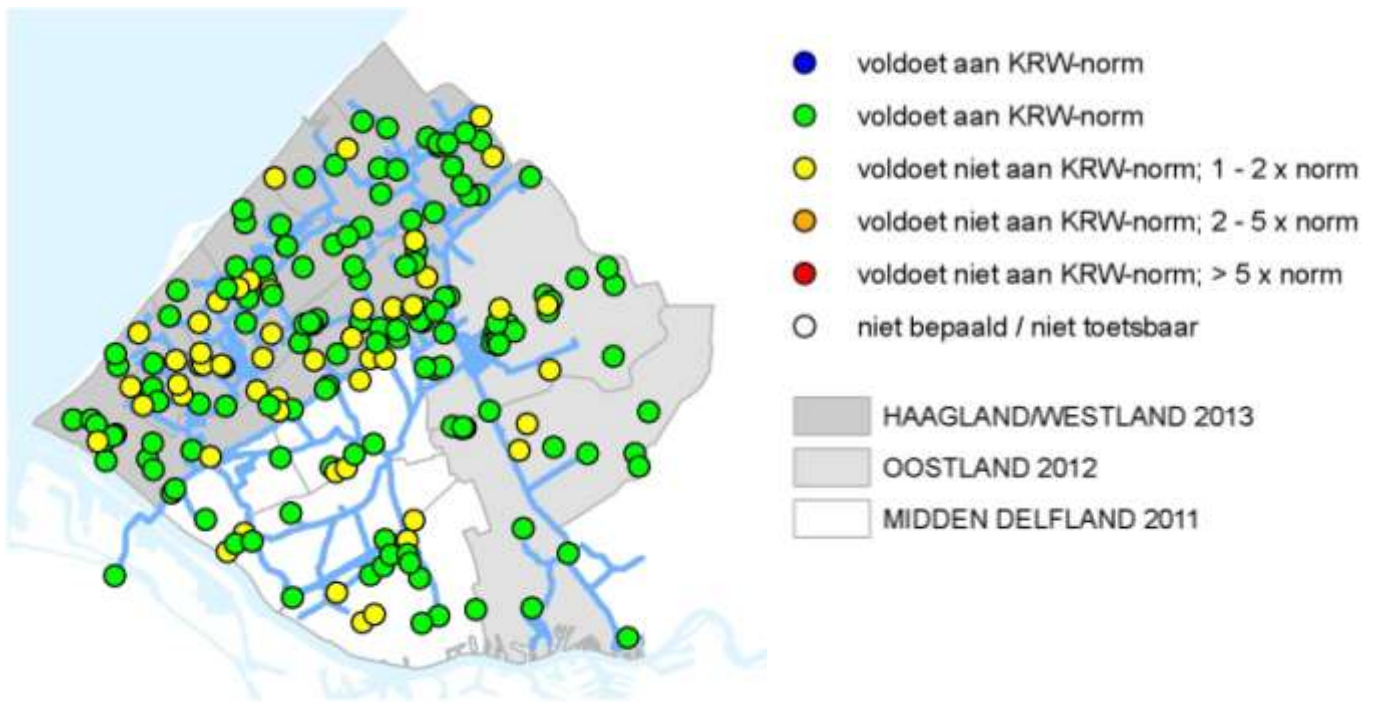 voldoet aan KRW-norm
voldoet aan KRW-norm
voldoet niet aan KRW-norm; 1 - 2 x norm
voldoet niet aan KRW-norm; 2 - 5 x norm
voldoet niet aan KRW-norm; > 5 x norm
niet bepaald / niet toetsbaar
HAAGLAND/WESTLAND 2013
OOSTLAND 2012
MIDDEN DELFLAND 2011